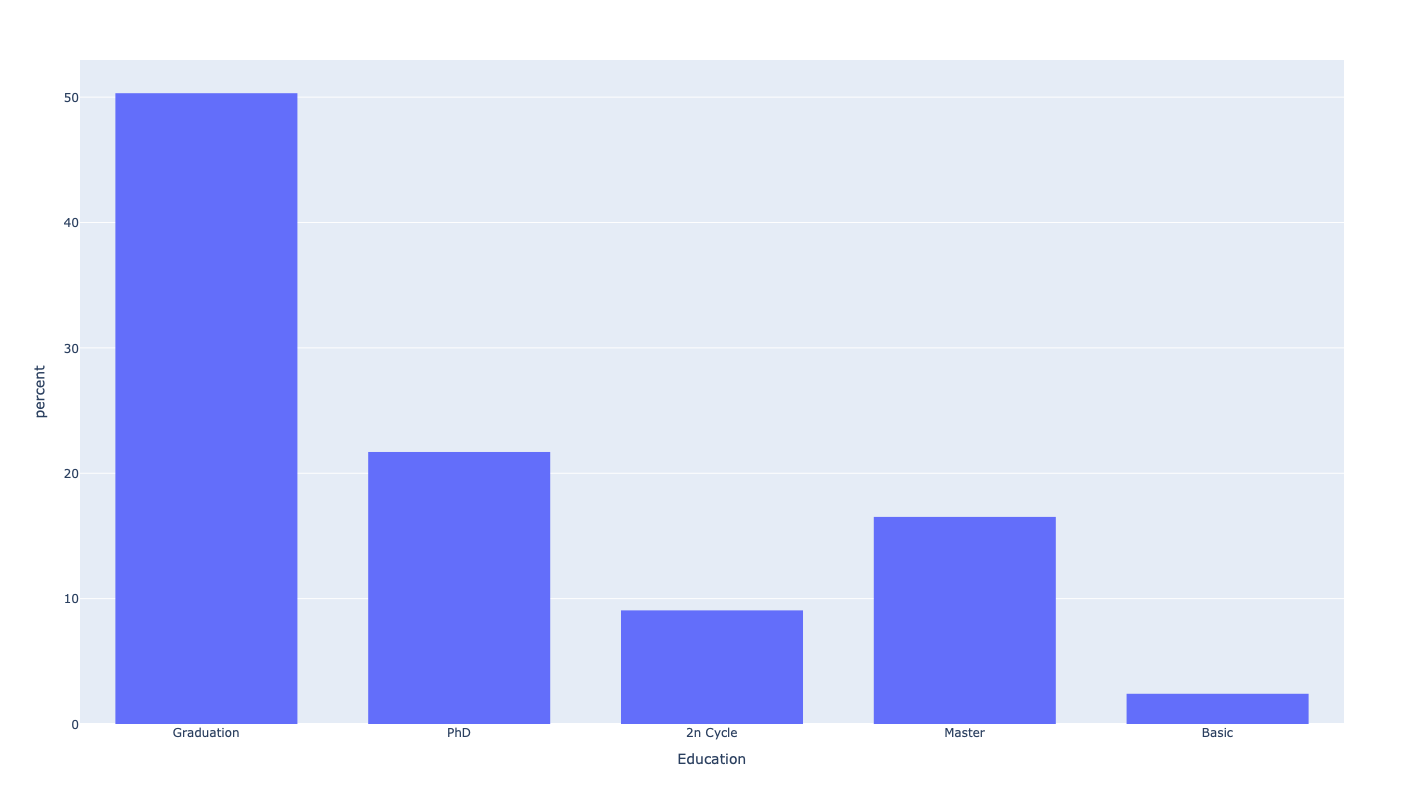 50
40
30
20
10
0
percent
Graduation
PhD
2n Cycle
Master
Basic
Education